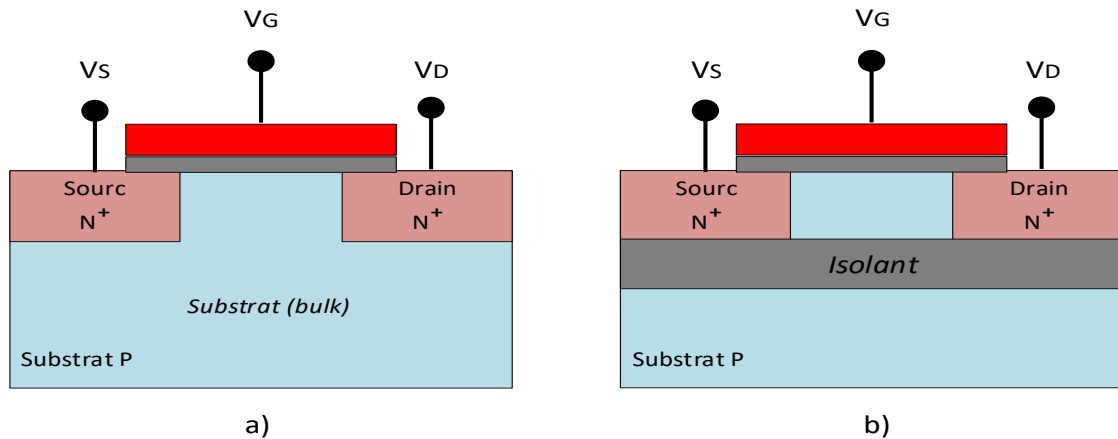 VG
VS
VD
Sourc
N+
Drain
N+
Substrat (bulk)
Substrat P
a)
VG
VS
VD
Sourc
N+
Drain
N+
Isolant
Substrat P
b)